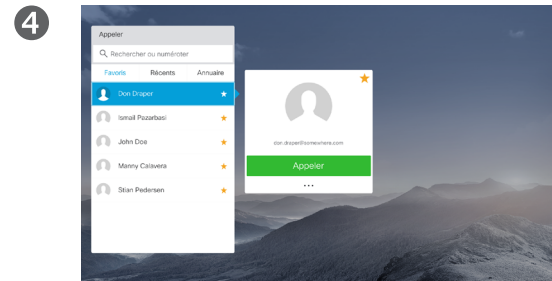 4
Appeler
Rechercher ou numéroter
Favoris Récents Annuaire
Don Draper
Ismail Pazarbasi
John Doe
Manny Calavera
Stian Pedersen
don.draper@somewhere.com
Appeler
...